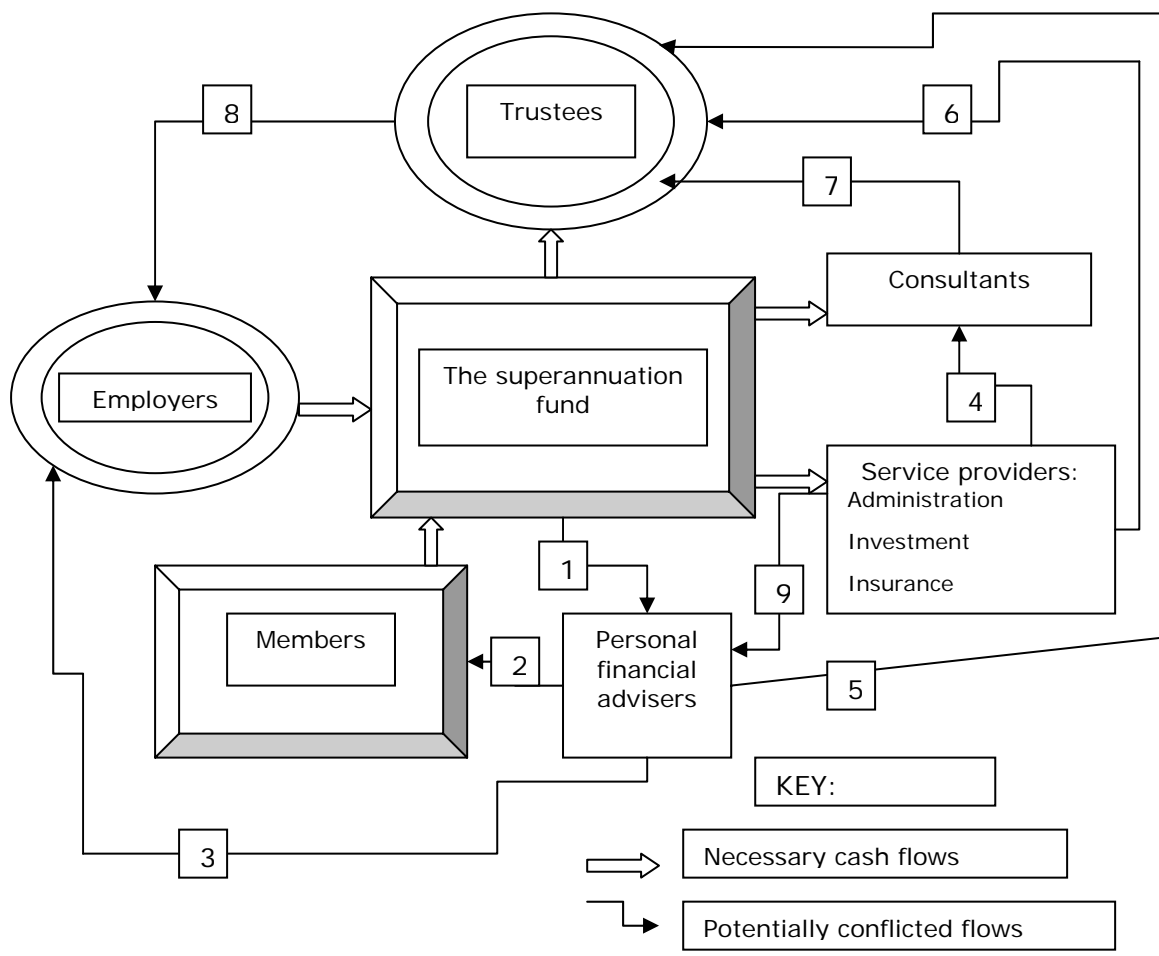 Trustees
8
6
7
Consultants
The superannuation
fund
Employers
4
Service providers:
Administration
Investment
Insurance
1
9
Members
2
Personal
financial
advisers
5
KEY:
3
Necessary cash flows
Potentially conflicted flows